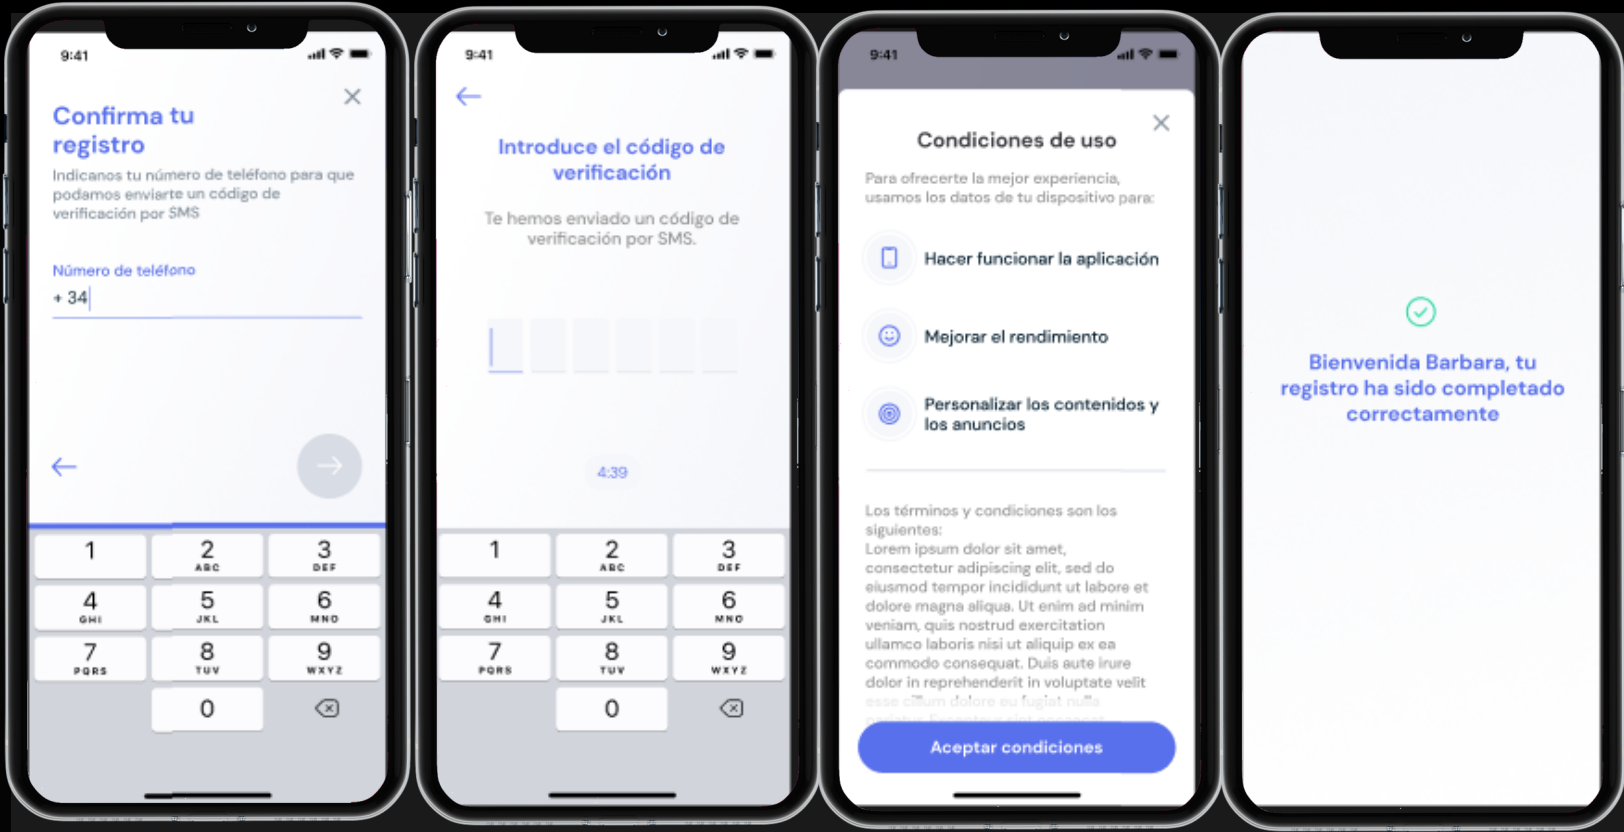 9:41
Confirma tu
registro
Indicanos tu número de teléfono para que
podamos enviarte un código de
verificación por SMS
Número de teléfono
+ 34
1
2
ABC
3
DEF
4
GHI
5
JKL
6
MNO
7
PQRS
8
TUV
9
WXYZ
0
9:41
Introduce el código de
verificación
Te hemos enviado un código de
verificación por SMS.
4:39
1
2
ABC
3
DEF
4
GHI
5
JKL
6
MNO
7
PQRS
8
TUV
9
WXYZ
0
9:41
Condiciones de uso
Para ofrecerte la mejor experiencia,
usamos los datos de tu dispositivo para:
Hacer funcionar la aplicación
Mejorar el rendimiento
Personalizar los contenidos y
los anuncios
Los términos y condiciones son los
siguientes:
Lorem ipsum dolor sit amet,
consectetur adipiscing elit, sed do
eiusmod tempor incididunt ut labore et
dolore magna aliqua. Ut enim ad minim
veniam, quis nostrud exercitation
ullamco laboris nisi ut aliquip ex ea
commodo consequat. Duis aute irure
dolor in reprehenderit in voluptate velit
esse cillum dolore eu fugiat nulla
Aceptar condiciones
Bienvenida Barbara, tu
registro ha sido completado
correctamente